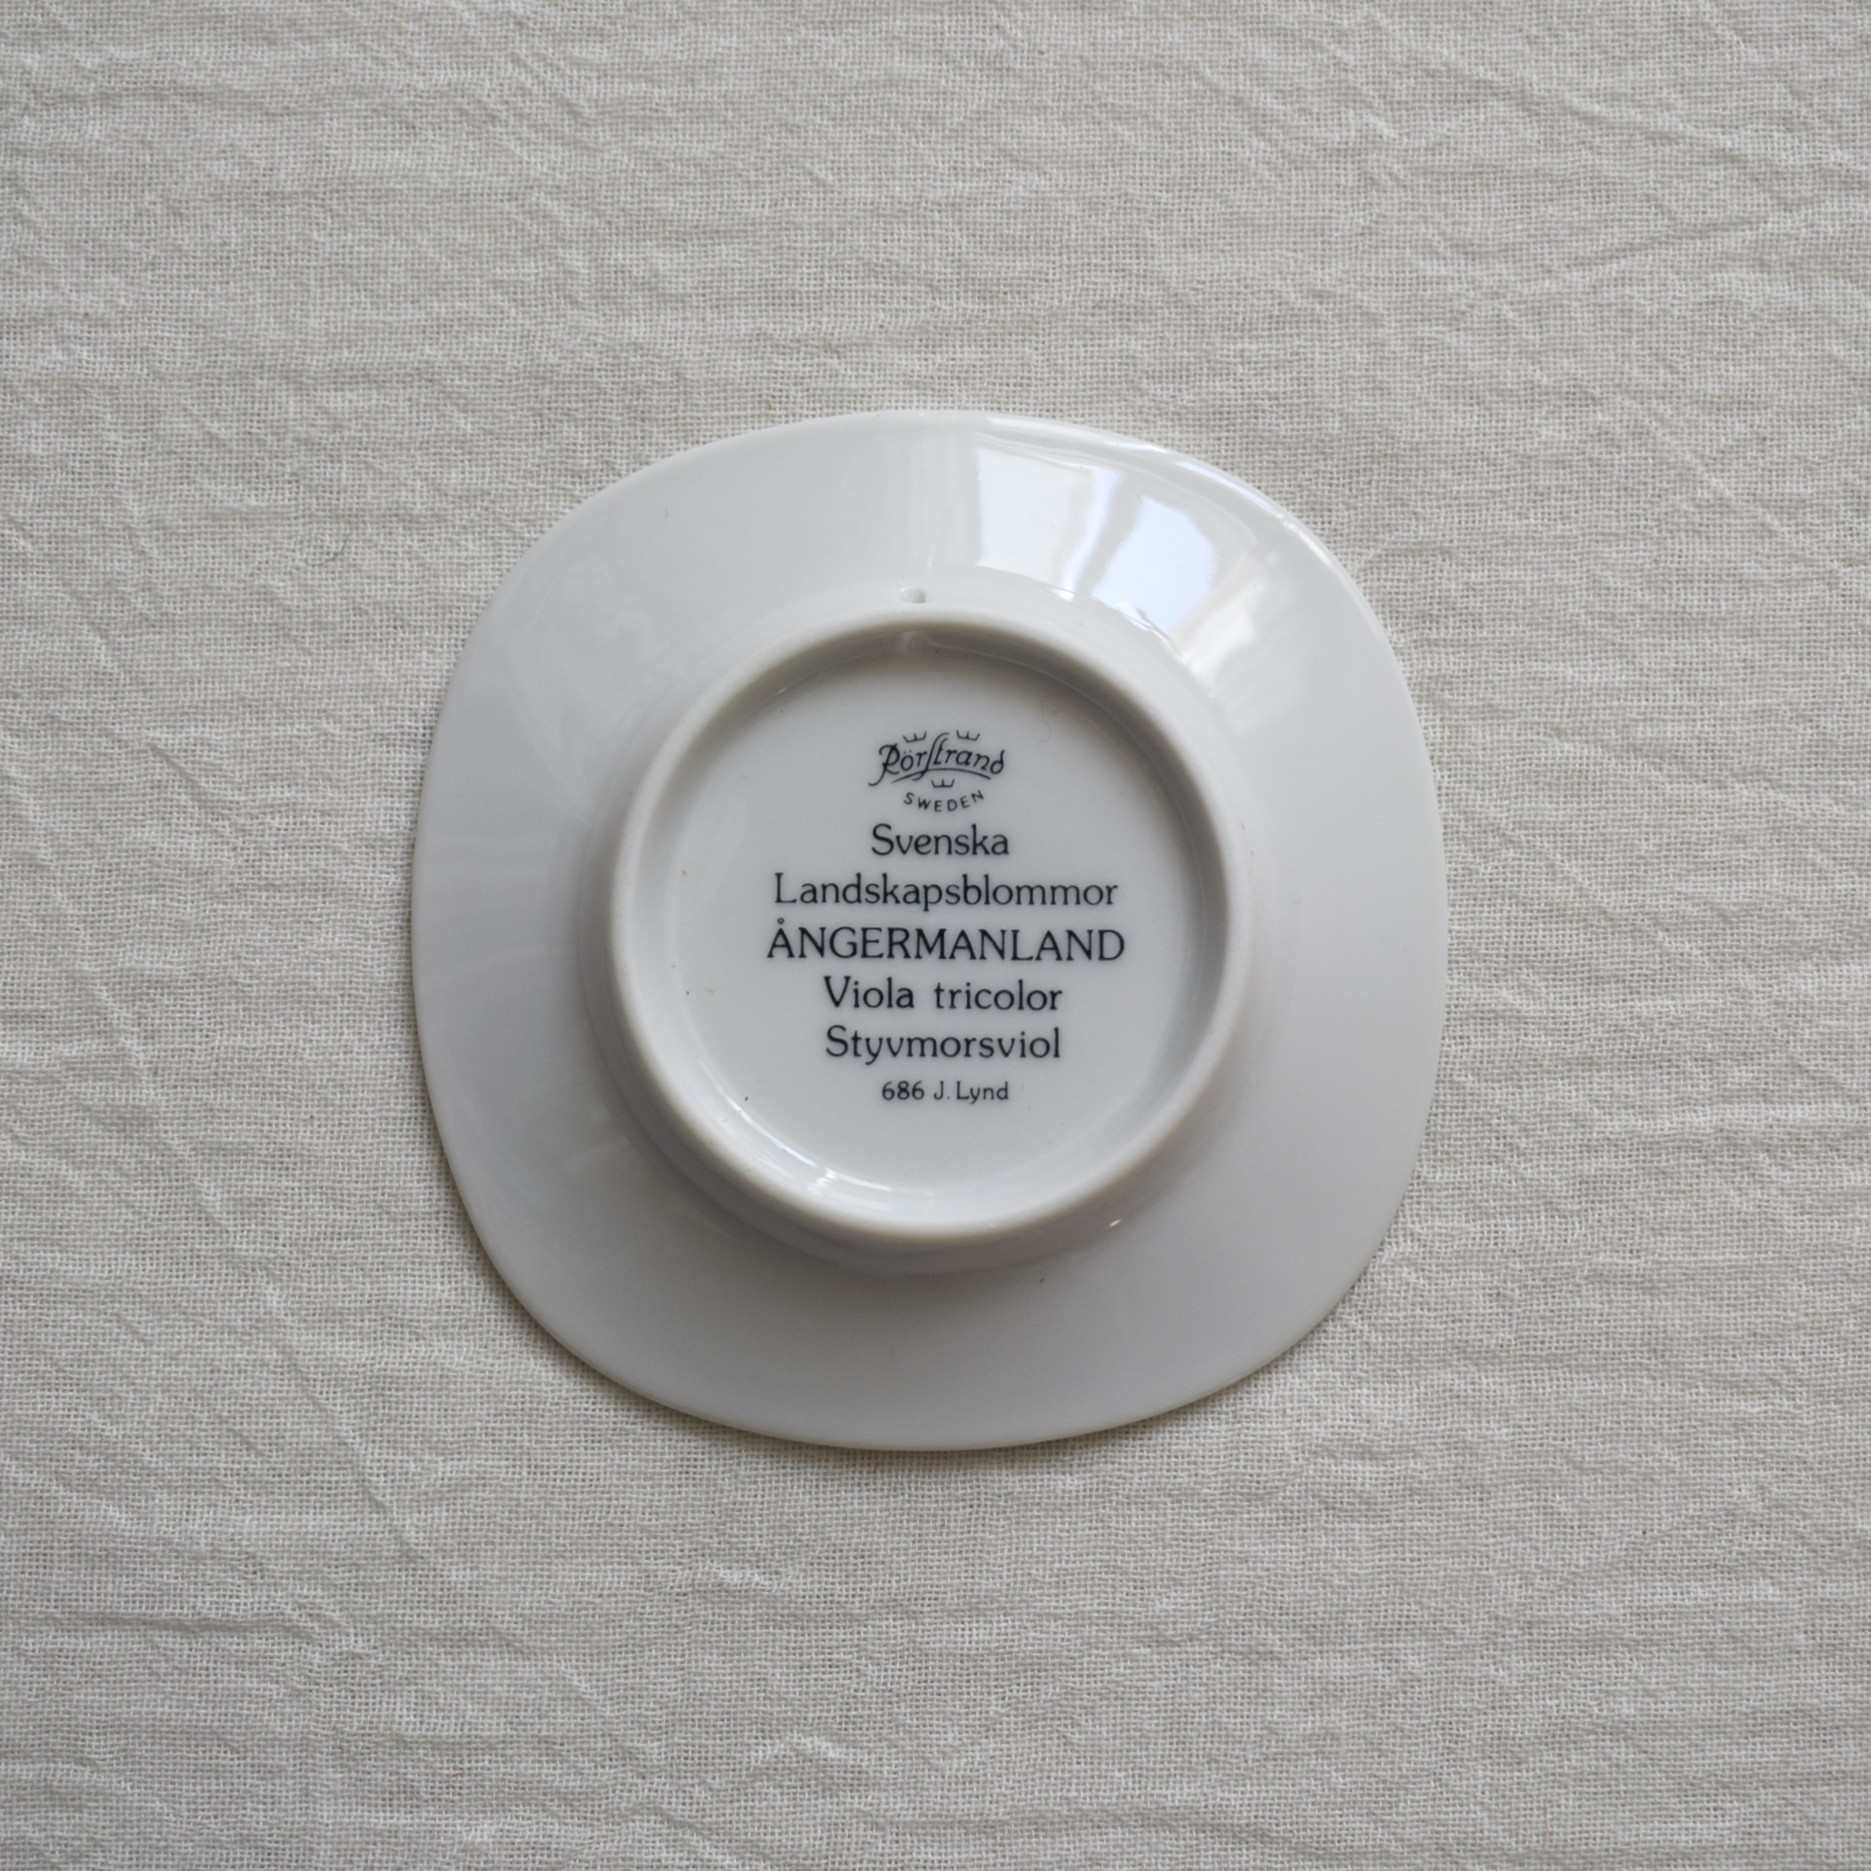 Rörstrand
SWEDEN
Svenska
Landskapsblommor
ÅNGERMANLAND
Viola tricolor
Styvmorsviol
686 J. Lynd